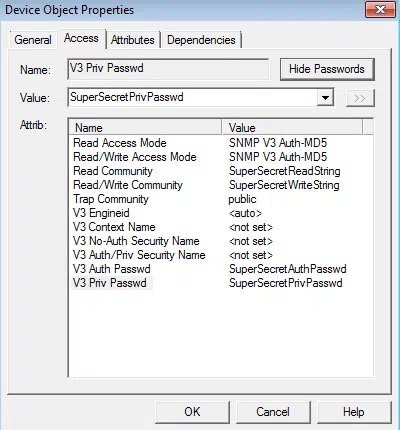 Device Object Properties
General Access Attributes Dependencies
Name: V3 Priv Passwd Hide Passwords
Value: SuperSecretPrivPasswd >>
Attrib: Name Value
Read Access Mode SNMP V3 Auth-MD5
Read/Write Access Mode SNMP V3 Auth-MD5
Read Community SuperSecretReadString
Read/Write Community SuperSecretWriteString
Trap Community public
V3 Engineid <auto>
V3 Context Name <not set>
V3 No-Auth Security Name <not set>
V3 Auth/Priv Security Name <not set>
V3 Auth Passwd SuperSecretAuthPasswd
V3 Priv Passwd SuperSecretPrivPasswd
OK Cancel Help